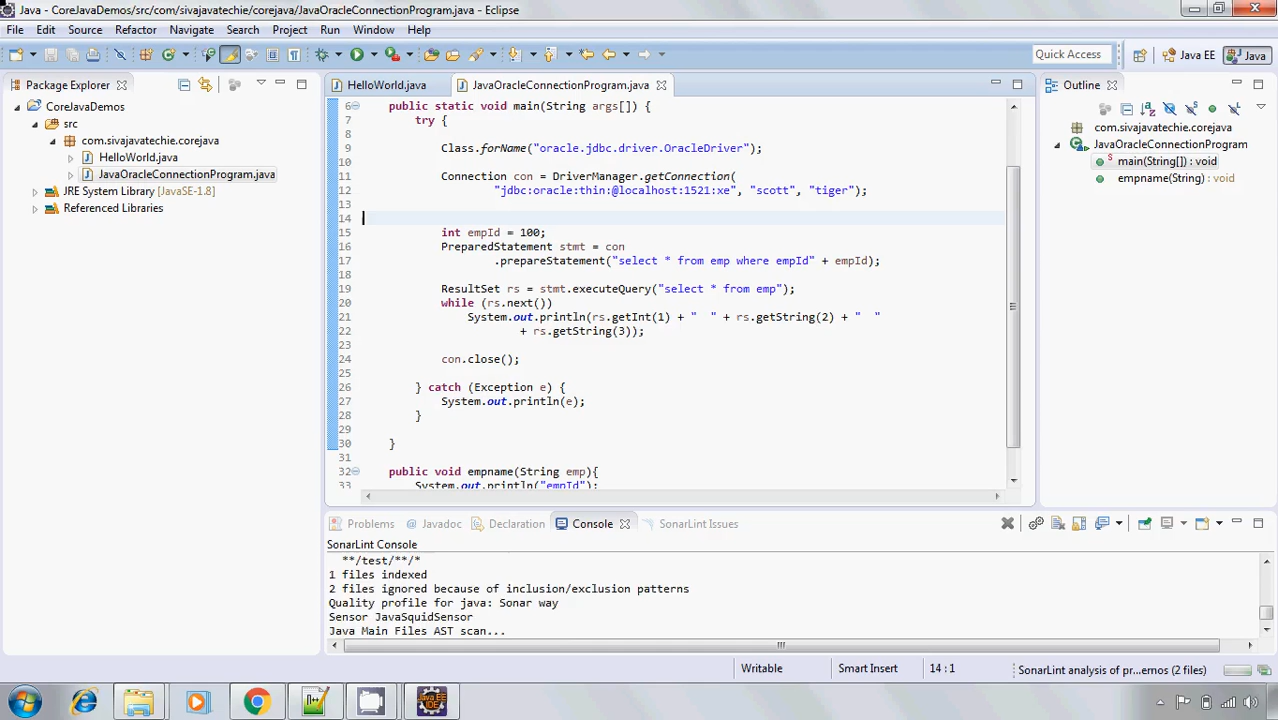 Java - CoreJavaDemos/src/com/sivajavatechie/corejava/JavaOracleConnectionProgram.java - Eclipse
File Edit Source Refactor Navigate Search Project Run Window Help
Quick Access
Java EE
Java
Package Explorer
CoreJavaDemos
src
com.sivajavatechie.corejava
HelloWorld.java
JavaOracleConnectionProgram.java
JRE System Library [JavaSE-1.8]
Referenced Libraries
HelloWorld.java
JavaOracleConnectionProgram.java
6 public static void main(String args[]) {
7 try {
8
9 Class.forName("oracle.jdbc.driver.OracleDriver");
10
11 Connection con = DriverManager.getConnection(
12 "jdbc:oracle:thin:@localhost:1521:xe", "scott", "tiger");
13
14
15 int empId = 100;
16 PreparedStatement stmt = con
17 .prepareStatement("select * from emp where empId" + empId);
18
19 ResultSet rs = stmt.executeQuery("select * from emp");
20 while (rs.next())
21 System.out.println(rs.getInt(1) + "  " + rs.getString(2) + "  "
22 + rs.getString(3));
23
24 con.close();
25
26 } catch (Exception e) {
27 System.out.println(e);
28 }
29
30 }
31
32 public void empname(String emp){
33 System.out.println("empId");
Outline
com.sivajavatechie.corejava
JavaOracleConnectionProgram
main(String[]) : void
empname(String) : void
Problems
Javadoc
Declaration
Console
SonarLint Issues
SonarLint Console
**/test/**/*
1 files indexed
2 files ignored because of inclusion/exclusion patterns
Quality profile for java: Sonar way
Sensor JavaSquidSensor
Java Main Files AST scan...
Writable
Smart Insert
14 : 1
SonarLint analysis of pr...emos (2 files)
Java EE
IDE